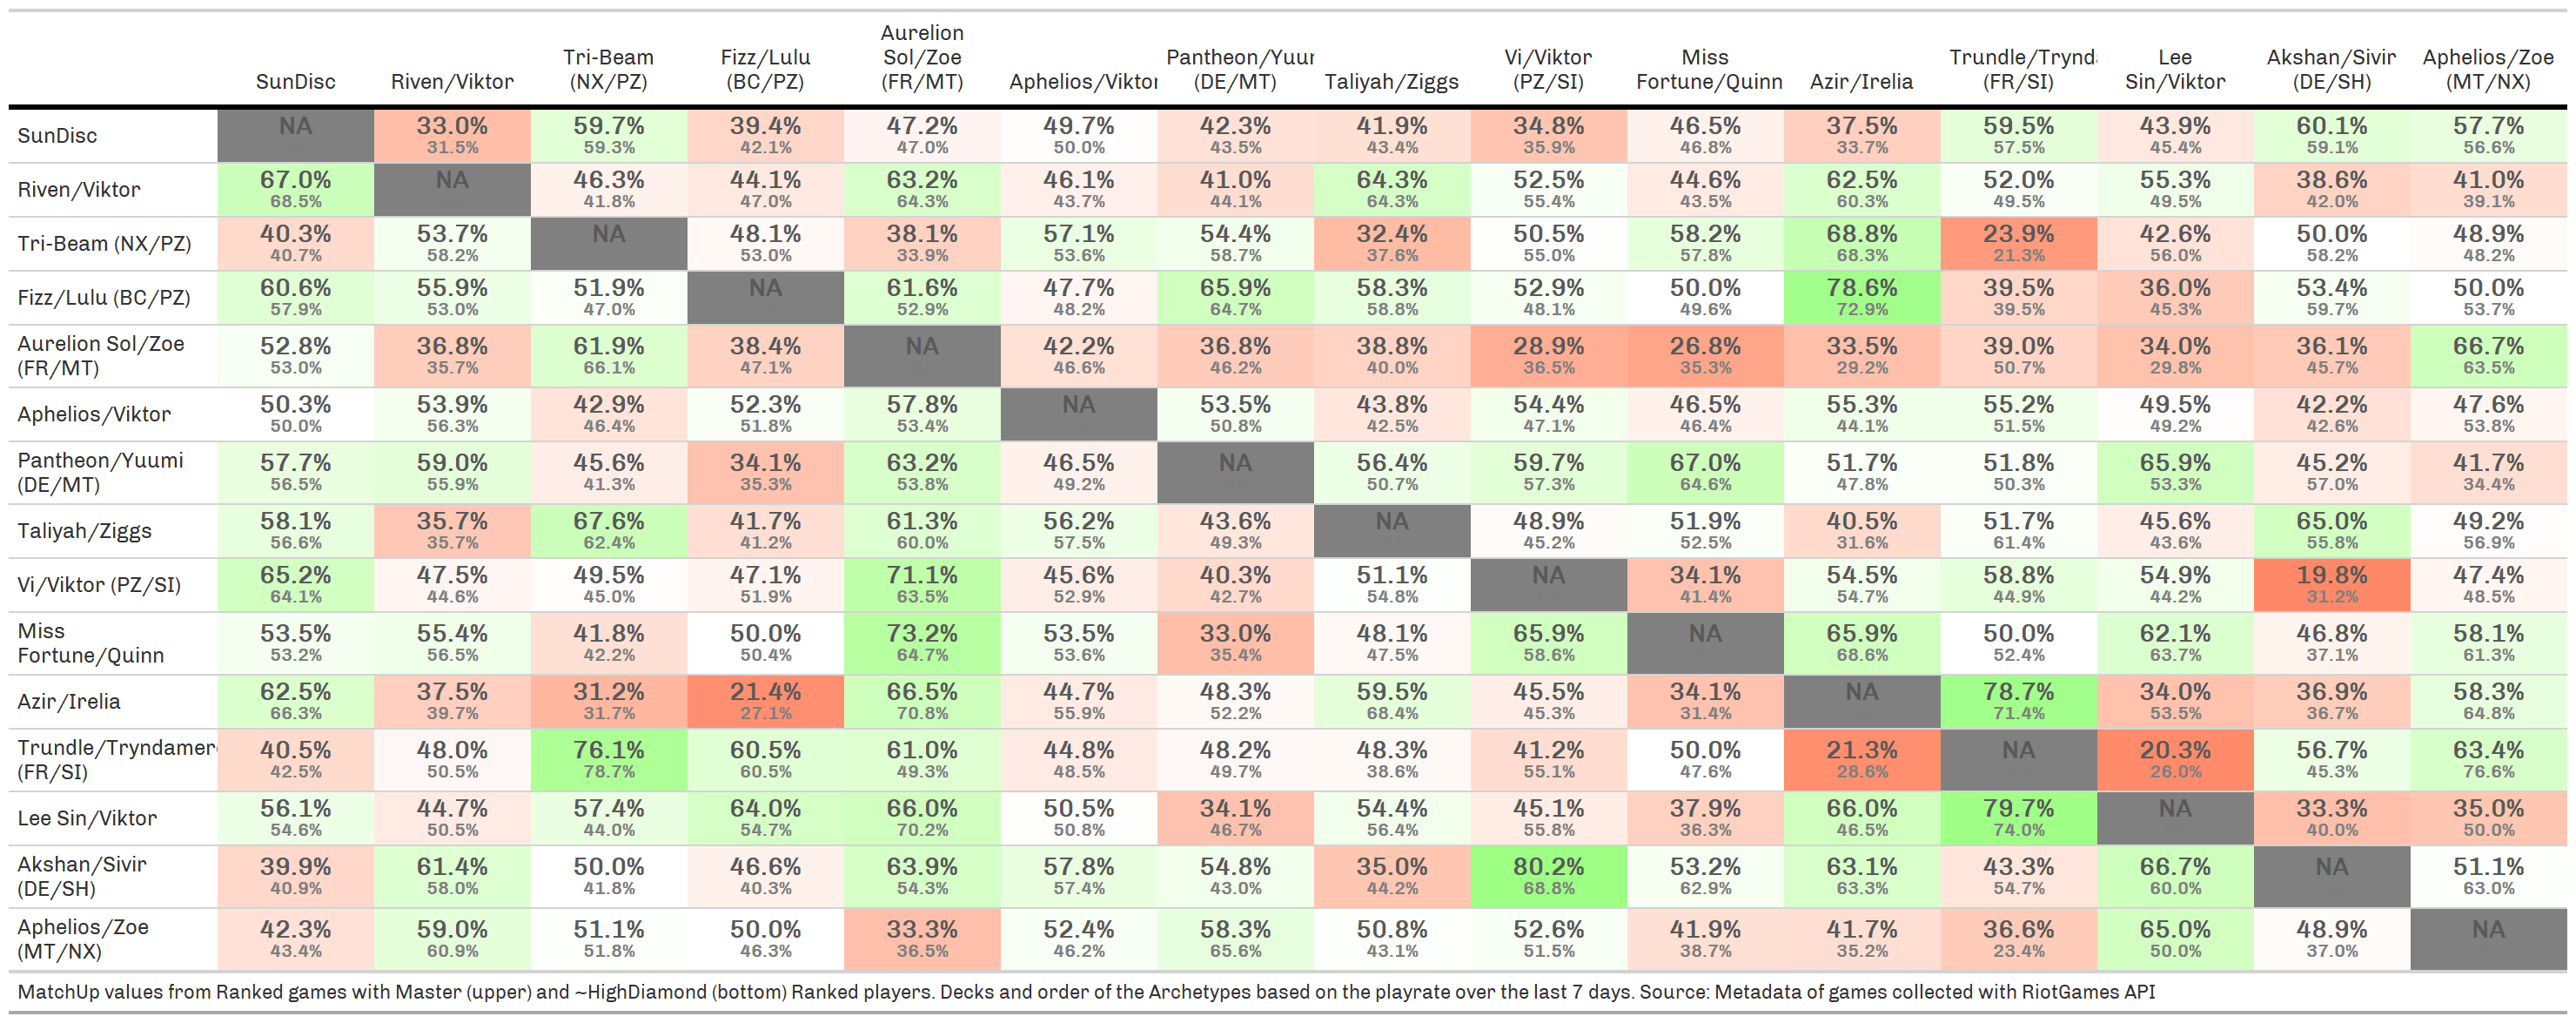 SunDisc Riven/Viktor Tri-Beam (NX/PZ) Fizz/Lulu (BC/PZ) Aurelion Sol/Zoe (FR/MT) Aphelios/Viktor Pantheon/Yuur (DE/MT) Taliyah/Ziggs Vi/Viktor (PZ/SI) Miss Fortune/Quinn Azir/Irelia Trundle/Trynd (FR/SI) Lee Sin/Viktor Akshan/Sivir (DE/SH) Aphelios/Zoe (MT/NX)
SunDisc NA 33.0% 59.7% 39.4% 47.2% 49.7% 42.3% 41.9% 34.8% 46.5% 37.5% 59.5% 43.9% 60.1% 57.7%
31.5% 59.3% 42.1% 47.0% 50.0% 43.5% 43.4% 35.9% 46.8% 33.7% 57.5% 45.4% 59.1% 56.6%
Riven/Viktor 67.0% NA 46.3% 44.1% 63.2% 46.1% 41.0% 64.3% 52.5% 44.6% 62.5% 52.0% 55.3% 38.6% 41.0%
68.5% 41.8% 47.0% 64.3% 43.7% 44.1% 64.3% 55.4% 43.5% 60.3% 49.5% 49.5% 42.0% 39.1%
Tri-Beam (NX/PZ) 40.3% 53.7% NA 48.1% 38.1% 57.1% 54.4% 32.4% 50.5% 58.2% 68.8% 23.9% 42.6% 50.0% 48.9%
40.7% 58.2% 53.0% 33.9% 53.6% 58.7% 37.6% 55.0% 57.8% 68.3% 21.3% 56.0% 58.2% 48.2%
Fizz/Lulu (BC/PZ) 60.6% 55.9% 51.9% NA 61.6% 47.7% 65.9% 58.3% 52.9% 50.0% 78.6% 39.5% 36.0% 53.4% 50.0%
57.9% 53.0% 47.0% 52.9% 48.2% 64.7% 58.8% 48.1% 49.6% 72.9% 39.5% 45.3% 59.7% 53.7%
Aurelion Sol/Zoe 52.8% 36.8% 61.9% 38.4% NA 42.2% 36.8% 38.8% 28.9% 26.8% 33.5% 39.0% 34.0% 36.1% 66.7%
(FR/MT) 53.0% 35.7% 66.1% 47.1% 46.6% 46.2% 40.0% 36.5% 35.3% 29.2% 50.7% 29.8% 45.7% 63.5%
Aphelios/Viktor 50.3% 53.9% 42.9% 52.3% 57.8% NA 53.5% 43.8% 54.4% 46.5% 55.3% 55.2% 49.5% 42.2% 47.6%
50.0% 56.3% 46.4% 51.8% 53.4% 50.8% 42.5% 47.1% 46.4% 44.1% 51.5% 49.2% 42.6% 53.8%
Pantheon/Yuumi 57.7% 59.0% 45.6% 34.1% 63.2% 46.5% NA 56.4% 59.7% 67.0% 51.7% 51.8% 65.9% 45.2% 41.7%
(DE/MT) 56.5% 55.9% 41.3% 35.3% 53.8% 49.2% 50.7% 57.3% 64.6% 47.8% 50.3% 53.3% 57.0% 34.4%
Taliyah/Ziggs 58.1% 35.7% 67.6% 41.7% 61.3% 56.2% 43.6% NA 48.9% 51.9% 40.5% 51.7% 45.6% 65.0% 49.2%
56.6% 35.7% 62.4% 41.2% 60.0% 57.5% 49.3% 45.2% 52.5% 31.6% 61.4% 43.6% 55.8% 56.9%
Vi/Viktor (PZ/SI) 65.2% 47.5% 49.5% 47.1% 71.1% 45.6% 40.3% 51.1% NA 34.1% 54.5% 58.8% 54.9% 19.8% 47.4%
64.1% 44.6% 45.0% 51.9% 63.5% 52.9% 42.7% 54.8% 41.4% 54.7% 44.9% 44.2% 31.2% 48.5%
Miss 53.5% 55.4% 41.8% 50.0% 73.2% 53.5% 33.0% 48.1% 65.9% NA 65.9% 50.0% 62.1% 46.8% 58.1%
Fortune/Quinn 53.2% 56.5% 42.2% 50.4% 64.7% 53.6% 35.4% 47.5% 58.6% 68.6% 52.4% 63.7% 37.1% 61.3%
Azir/Irelia 62.5% 37.5% 31.2% 21.4% 66.5% 44.7% 48.3% 59.5% 45.5% 34.1% NA 78.7% 34.0% 36.9% 58.3%
66.3% 39.7% 31.7% 27.1% 70.8% 55.9% 52.2% 68.4% 45.3% 31.4% 71.4% 53.5% 36.7% 64.8%
Trundle/Tryndamer 40.5% 48.0% 76.1% 60.5% 61.0% 44.8% 48.2% 48.3% 41.2% 50.0% 21.3% NA 20.3% 56.7% 63.4%
(FR/SI) 42.5% 50.5% 78.7% 60.5% 49.3% 48.5% 49.7% 38.6% 55.1% 47.6% 28.6% 26.0% 45.3% 76.6%
Lee Sin/Viktor 56.1% 44.7% 57.4% 64.0% 66.0% 50.5% 34.1% 54.4% 45.1% 37.9% 66.0% 79.7% NA 33.3% 35.0%
54.6% 50.5% 44.0% 54.7% 70.2% 50.8% 46.7% 56.4% 55.8% 36.3% 46.5% 74.0% 40.0% 50.0%
Akshan/Sivir 39.9% 61.4% 50.0% 46.6% 63.9% 57.8% 54.8% 35.0% 80.2% 53.2% 63.1% 43.3% 66.7% NA 51.1%
(DE/SH) 40.9% 58.0% 41.8% 40.3% 54.3% 57.4% 43.0% 44.2% 68.8% 62.9% 63.3% 54.7% 60.0% 63.0%
Aphelios/Zoe 42.3% 59.0% 51.1% 50.0% 33.3% 52.4% 58.3% 50.8% 52.6% 41.9% 41.7% 36.6% 65.0% 48.9% NA
(MT/NX) 43.4% 60.9% 51.8% 46.3% 36.5% 46.2% 65.6% 43.1% 51.5% 38.7% 35.2% 23.4% 50.0% 37.0%
MatchUp values from Ranked games with Master (upper) and ~HighDiamond (bottom) Ranked players. Decks and order of the Archetypes based on the playrate over the last 7 days. Source: Metadata of games collected with RiotGames API